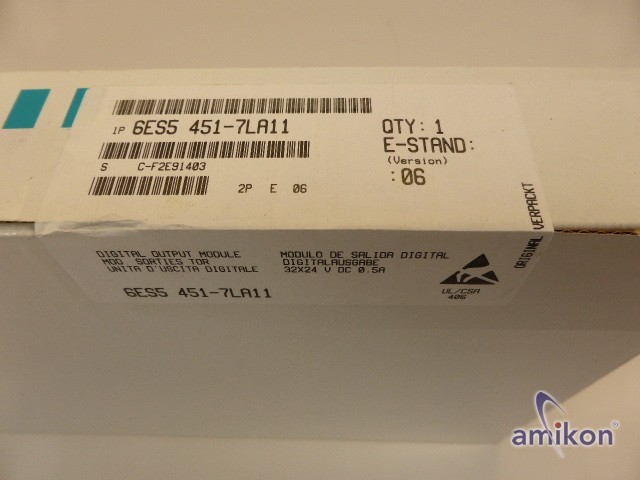 1P 6ES5 451-7LA11
QTY: 1
E-STAND:
(Version)
:06
S C-F2E91403
2P E 06
ORIGINAL VERPACKT
DIGITAL OUTPUT MODULE
MOD SORTIES TOR
UNITA D'USCITA DIGITALE
MODULO DE SALIDA DIGITAL
DIGITALAUSGABE
32X24 V DC 0.5A
6ES5 451-7LA11
UL/CSA
406
amikon®